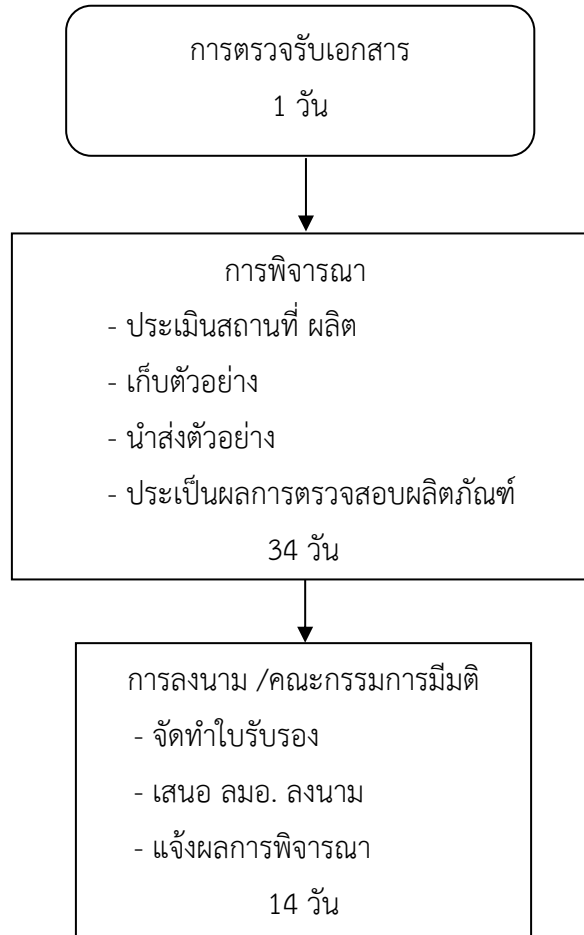 การตรวจรับเอกสาร
1 วัน
การพิจารณา
- ประเมินสถานที่ ผลิต
- เก็บตัวอย่าง
- นำส่งตัวอย่าง
- ประเป็นผลการตรวจสอบผลิตภัณฑ์
34 วัน
การลงนาม /คณะกรรมการมีมติ
- จัดทำใบรับรอง
- เสนอ ลมอ. ลงนาม
- แจ้งผลการพิจารณา
14 วัน